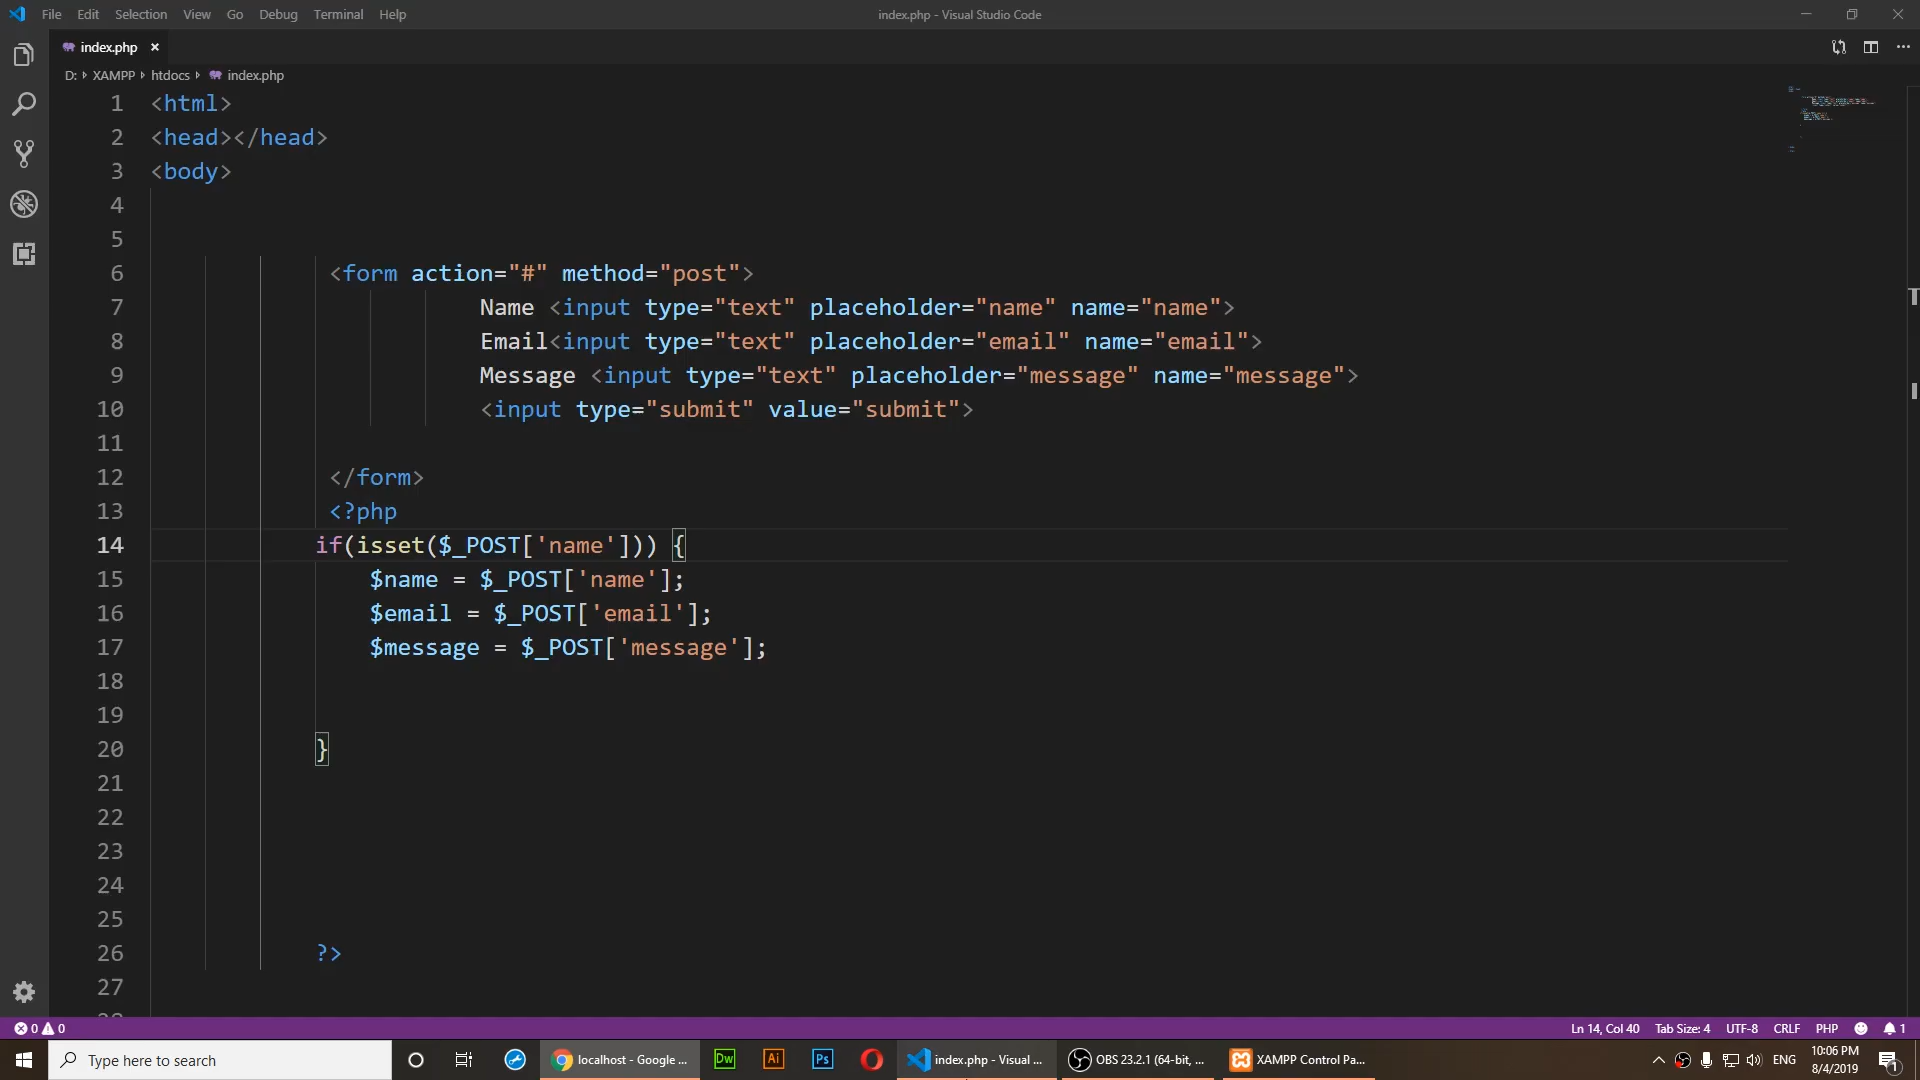 File Edit Selection View Go Debug Terminal Help
index.php - Visual Studio Code
index.php
D: XAMPP htdocs index.php
1 <html>
2 <head></head>
3 <body>
4
5
6 <form action="#" method="post">
7 Name <input type="text" placeholder="name" name="name">
8 Email<input type="text" placeholder="email" name="email">
9 Message <input type="text" placeholder="message" name="message">
10 <input type="submit" value="submit">
11
12 </form>
13 <?php
14 if(isset($_POST['name'])) {
15 $name = $_POST['name'];
16 $email = $_POST['email'];
17 $message = $_POST['message'];
18
19
20 }
21
22
23
24
25
26 ?>
27
0 0
Ln 14, Col 40 Tab Size: 4 UTF-8 CRLF PHP 1
Type here to search
Dw Ai Ps
localhost - Google ...
index.php - Visual ...
OBS 23.2.1 (64-bit, ...
XAMPP Control Pa...
ENG
10:06 PM
8/4/2019
1